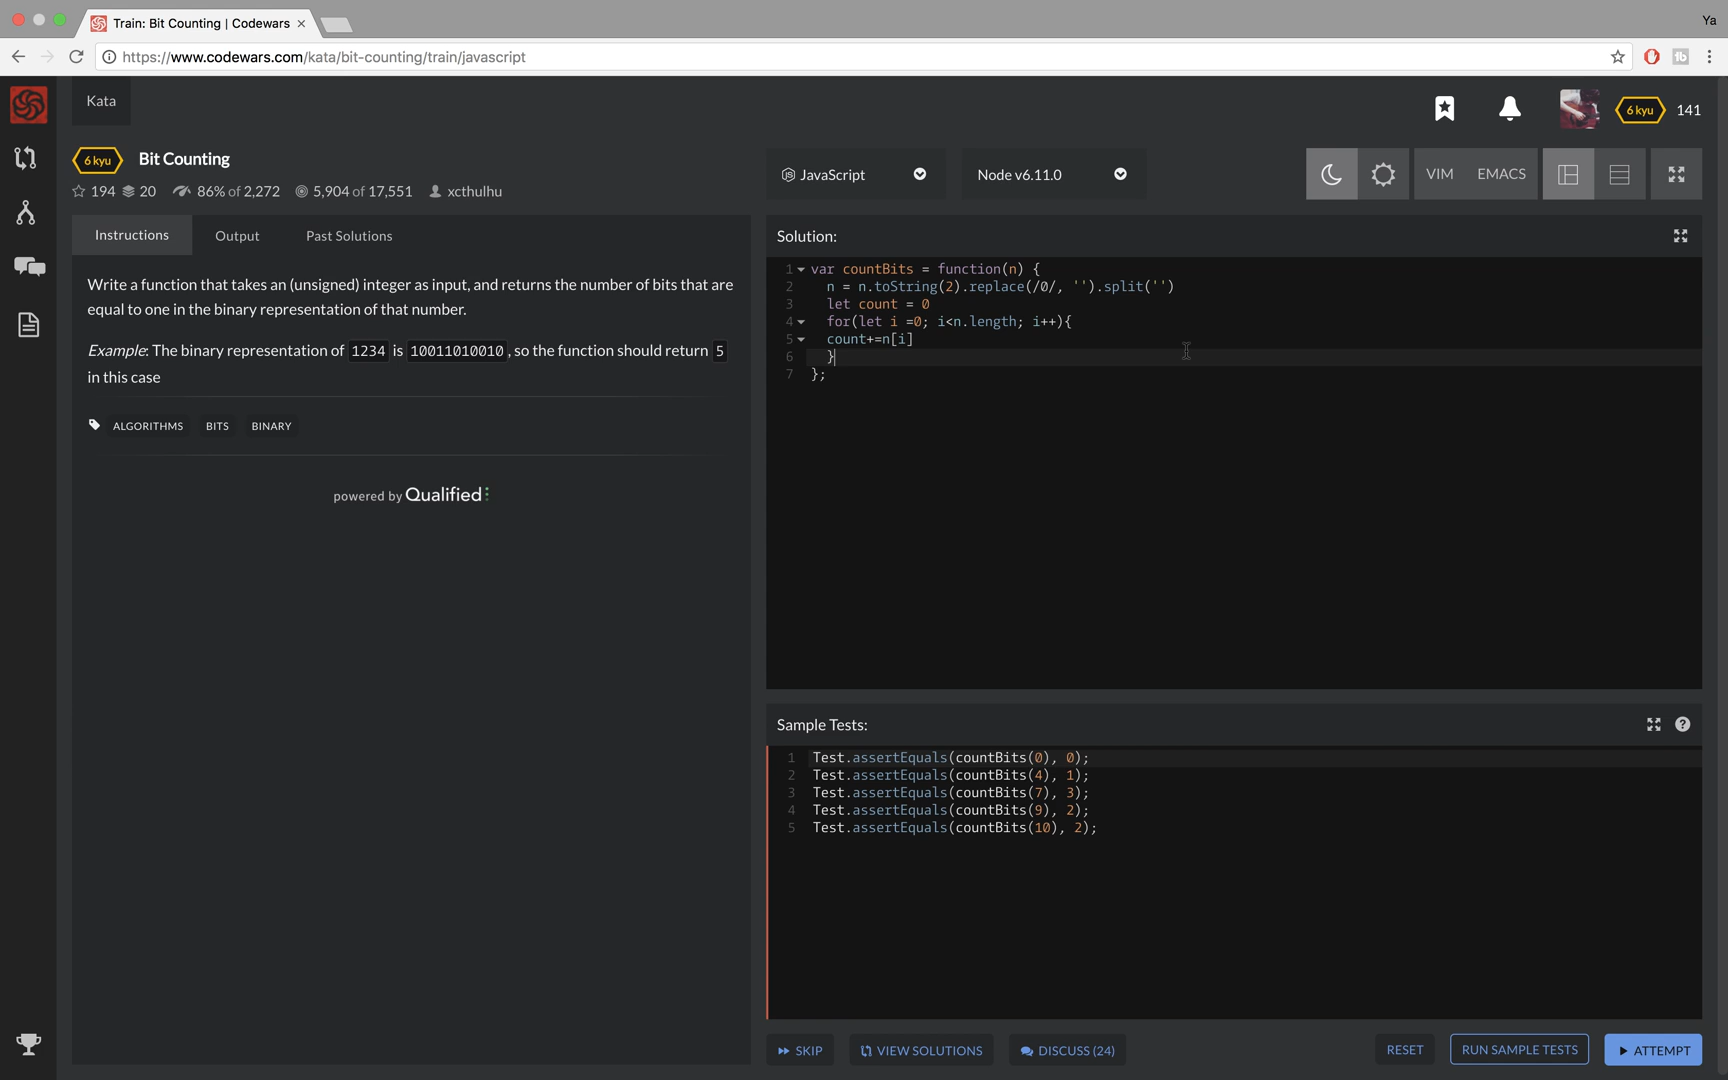 Train: Bit Counting | Codewars ×
Ya
https://www.codewars.com/kata/bit-counting/train/javascript
Kata
6 kyu 141
6 kyu Bit Counting
194 20 86% of 2,272 5,904 of 17,551 xcthulhu
JavaScript
Node v6.11.0
VIM EMACS
Instructions Output Past Solutions
Write a function that takes an (unsigned) integer as input, and returns the number of bits that are
equal to one in the binary representation of that number.
Example: The binary representation of 1234 is 10011010010, so the function should return 5
in this case
ALGORITHMS BITS BINARY
powered by Qualified
Solution:
1 var countBits = function(n) {
2 n = n.toString(2).replace(/0/, '').split('')
3 let count = 0
4 for(let i =0; i<n.length; i++){
5 count+=n[i]
6 }
7 };
Sample Tests:
1 Test.assertEquals(countBits(0), 0);
2 Test.assertEquals(countBits(4), 1);
3 Test.assertEquals(countBits(7), 3);
4 Test.assertEquals(countBits(9), 2);
5 Test.assertEquals(countBits(10), 2);
SKIP VIEW SOLUTIONS DISCUSS (24) RESET RUN SAMPLE TESTS ATTEMPT